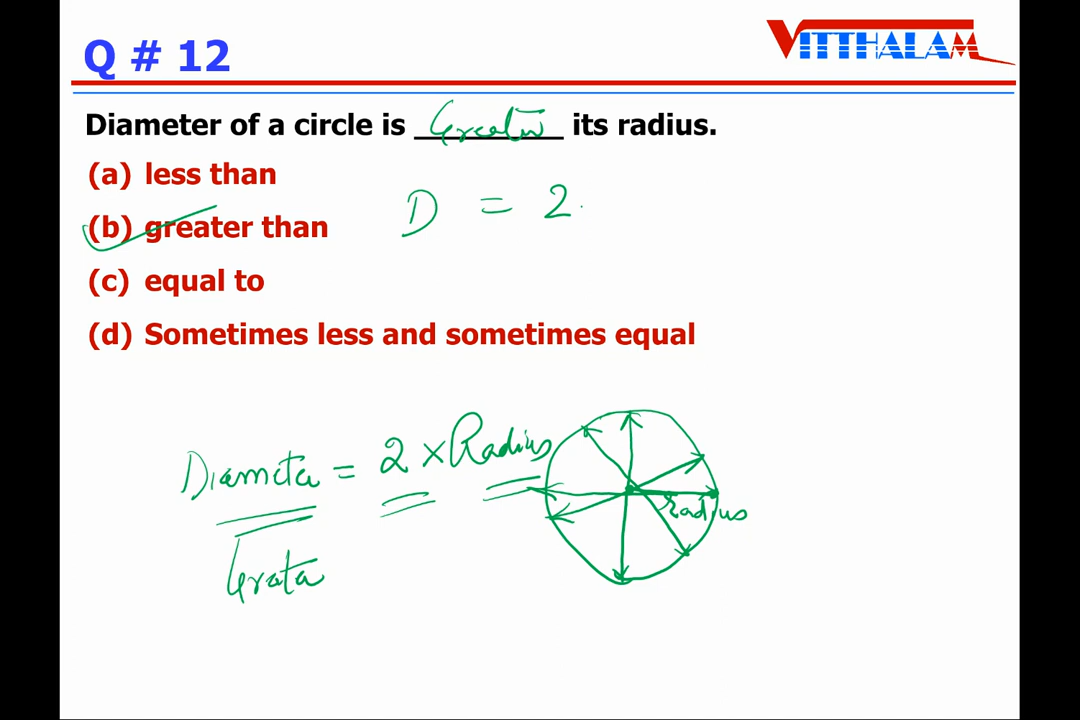 Q # 12
VITTHALAM
Diameter of a circle is Greater its radius.
(a) less than
(b) greater than
D = 2
(c) equal to
(d) Sometimes less and sometimes equal
Diameter = 2 × Radius
radius
Greater